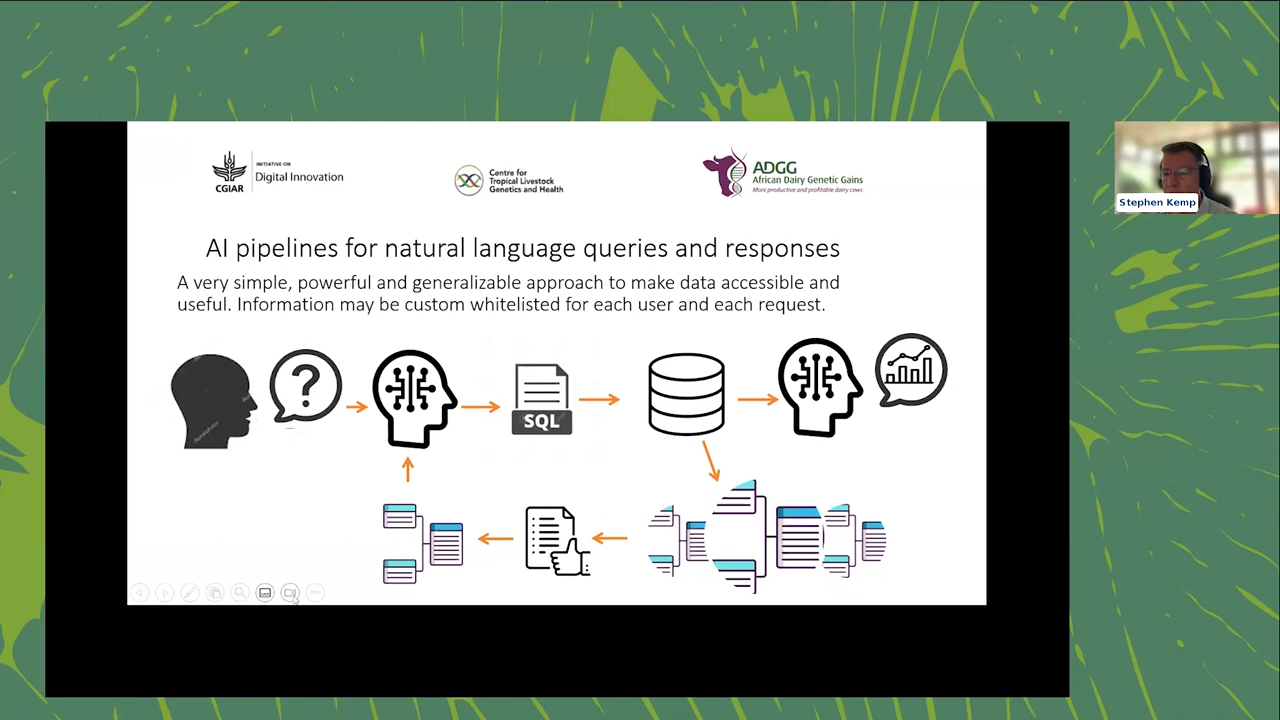 INITIATIVE ON
Digital Innovation
CGIAR
Centre for
Tropical Livestock
Genetics and Health
ADGG
African Dairy Genetic Gains
More productive and profitable dairy cows
Stephen Kemp
AI pipelines for natural language queries and responses
A very simple, powerful and generalizable approach to make data accessible and
useful. Information may be custom whitelisted for each user and each request.
?
SQL